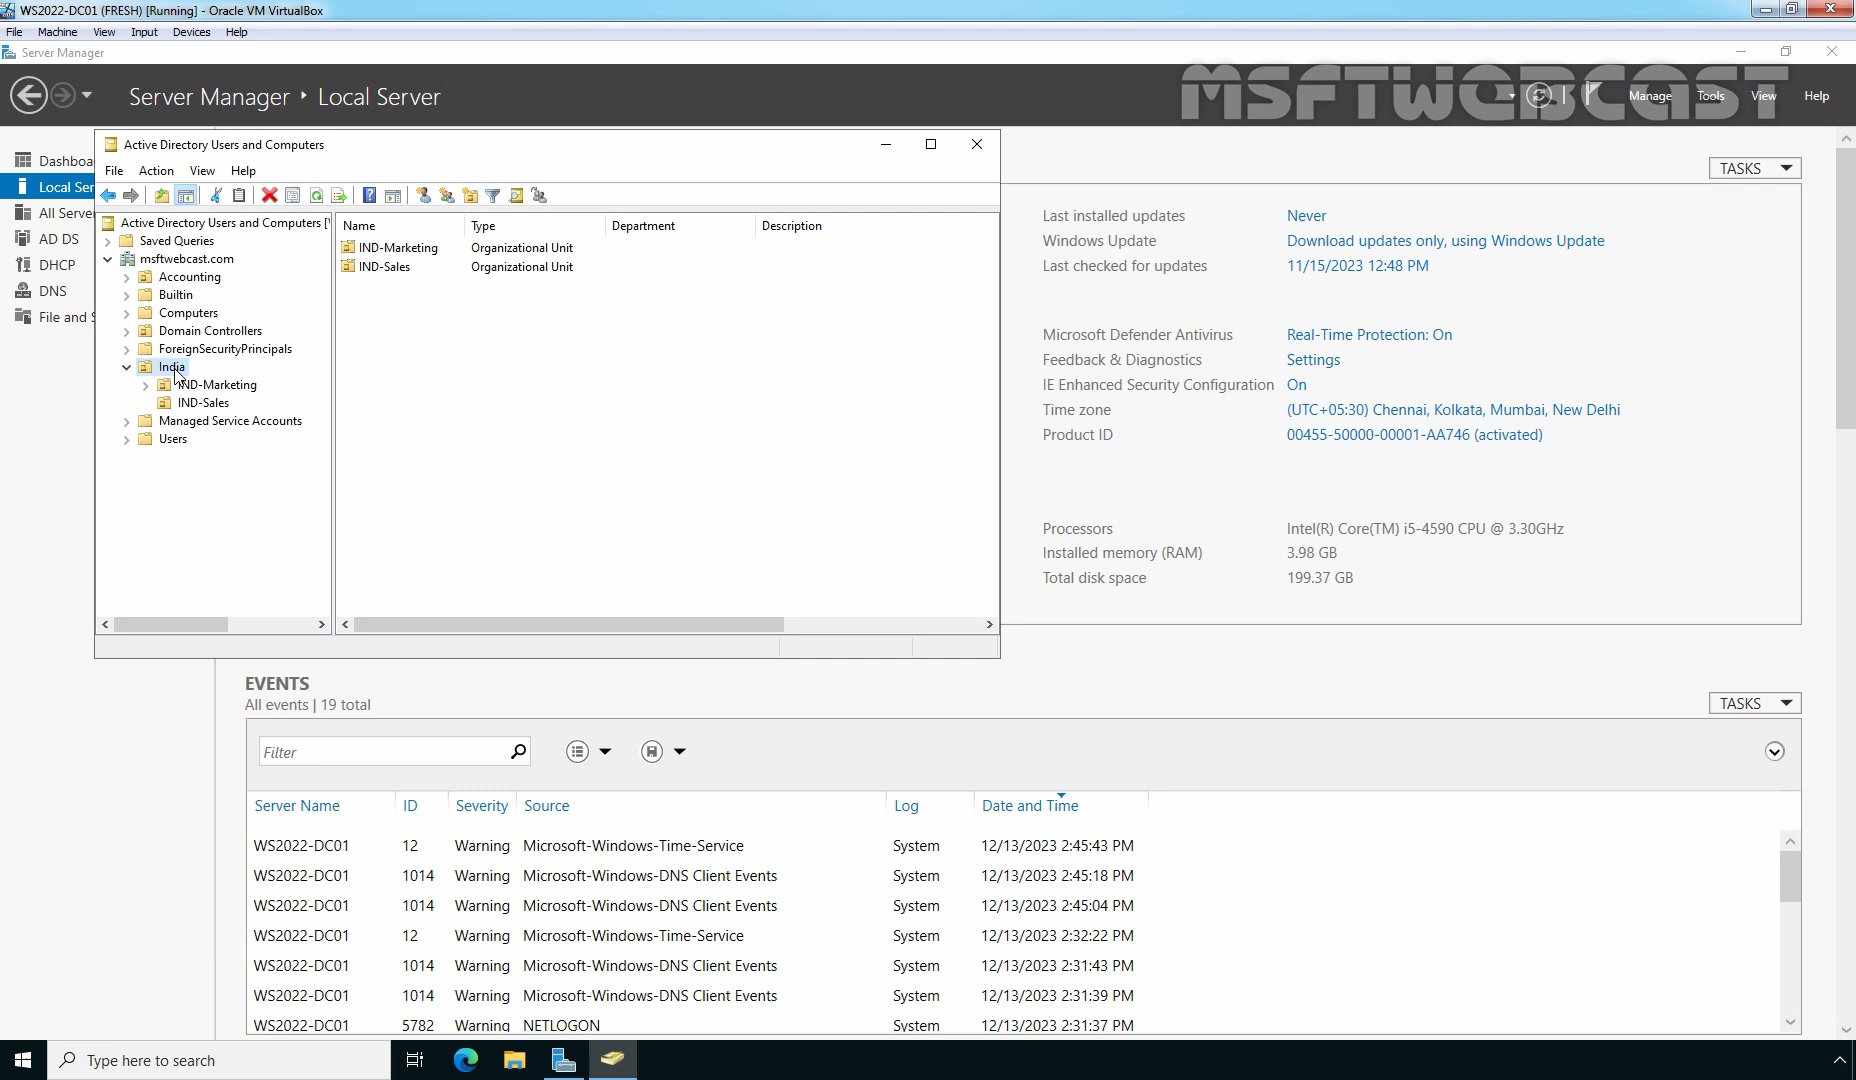 WS2022-DC01 (FRESH) [Running] - Oracle VM VirtualBox
File Machine View Input Devices Help
Server Manager
Server Manager Local Server
MSFTWEBCAST
Manage Tools View Help
Dashboa
Local Ser
All Server
AD DS
DHCP
DNS
File and S
Active Directory Users and Computers
File Action View Help
Active Directory Users and Computers [
Saved Queries
msftwebcast.com
Accounting
Builtin
Computers
Domain Controllers
ForeignSecurityPrincipals
India
IND-Marketing
IND-Sales
Managed Service Accounts
Users
Name Type Department Description
IND-Marketing Organizational Unit
IND-Sales Organizational Unit
TASKS
Last installed updates Never
Windows Update Download updates only, using Windows Update
Last checked for updates 11/15/2023 12:48 PM
Microsoft Defender Antivirus Real-Time Protection: On
Feedback & Diagnostics Settings
IE Enhanced Security Configuration On
Time zone (UTC+05:30) Chennai, Kolkata, Mumbai, New Delhi
Product ID 00455-50000-00001-AA746 (activated)
Processors Intel(R) Core(TM) i5-4590 CPU @ 3.30GHz
Installed memory (RAM) 3.98 GB
Total disk space 199.37 GB
EVENTS
All events | 19 total
TASKS
Filter
Server Name ID Severity Source Log Date and Time
WS2022-DC01 12 Warning Microsoft-Windows-Time-Service System 12/13/2023 2:45:43 PM
WS2022-DC01 1014 Warning Microsoft-Windows-DNS Client Events System 12/13/2023 2:45:18 PM
WS2022-DC01 1014 Warning Microsoft-Windows-DNS Client Events System 12/13/2023 2:45:04 PM
WS2022-DC01 12 Warning Microsoft-Windows-Time-Service System 12/13/2023 2:32:22 PM
WS2022-DC01 1014 Warning Microsoft-Windows-DNS Client Events System 12/13/2023 2:31:43 PM
WS2022-DC01 1014 Warning Microsoft-Windows-DNS Client Events System 12/13/2023 2:31:39 PM
WS2022-DC01 5782 Warning NETLOGON System 12/13/2023 2:31:37 PM
Type here to search